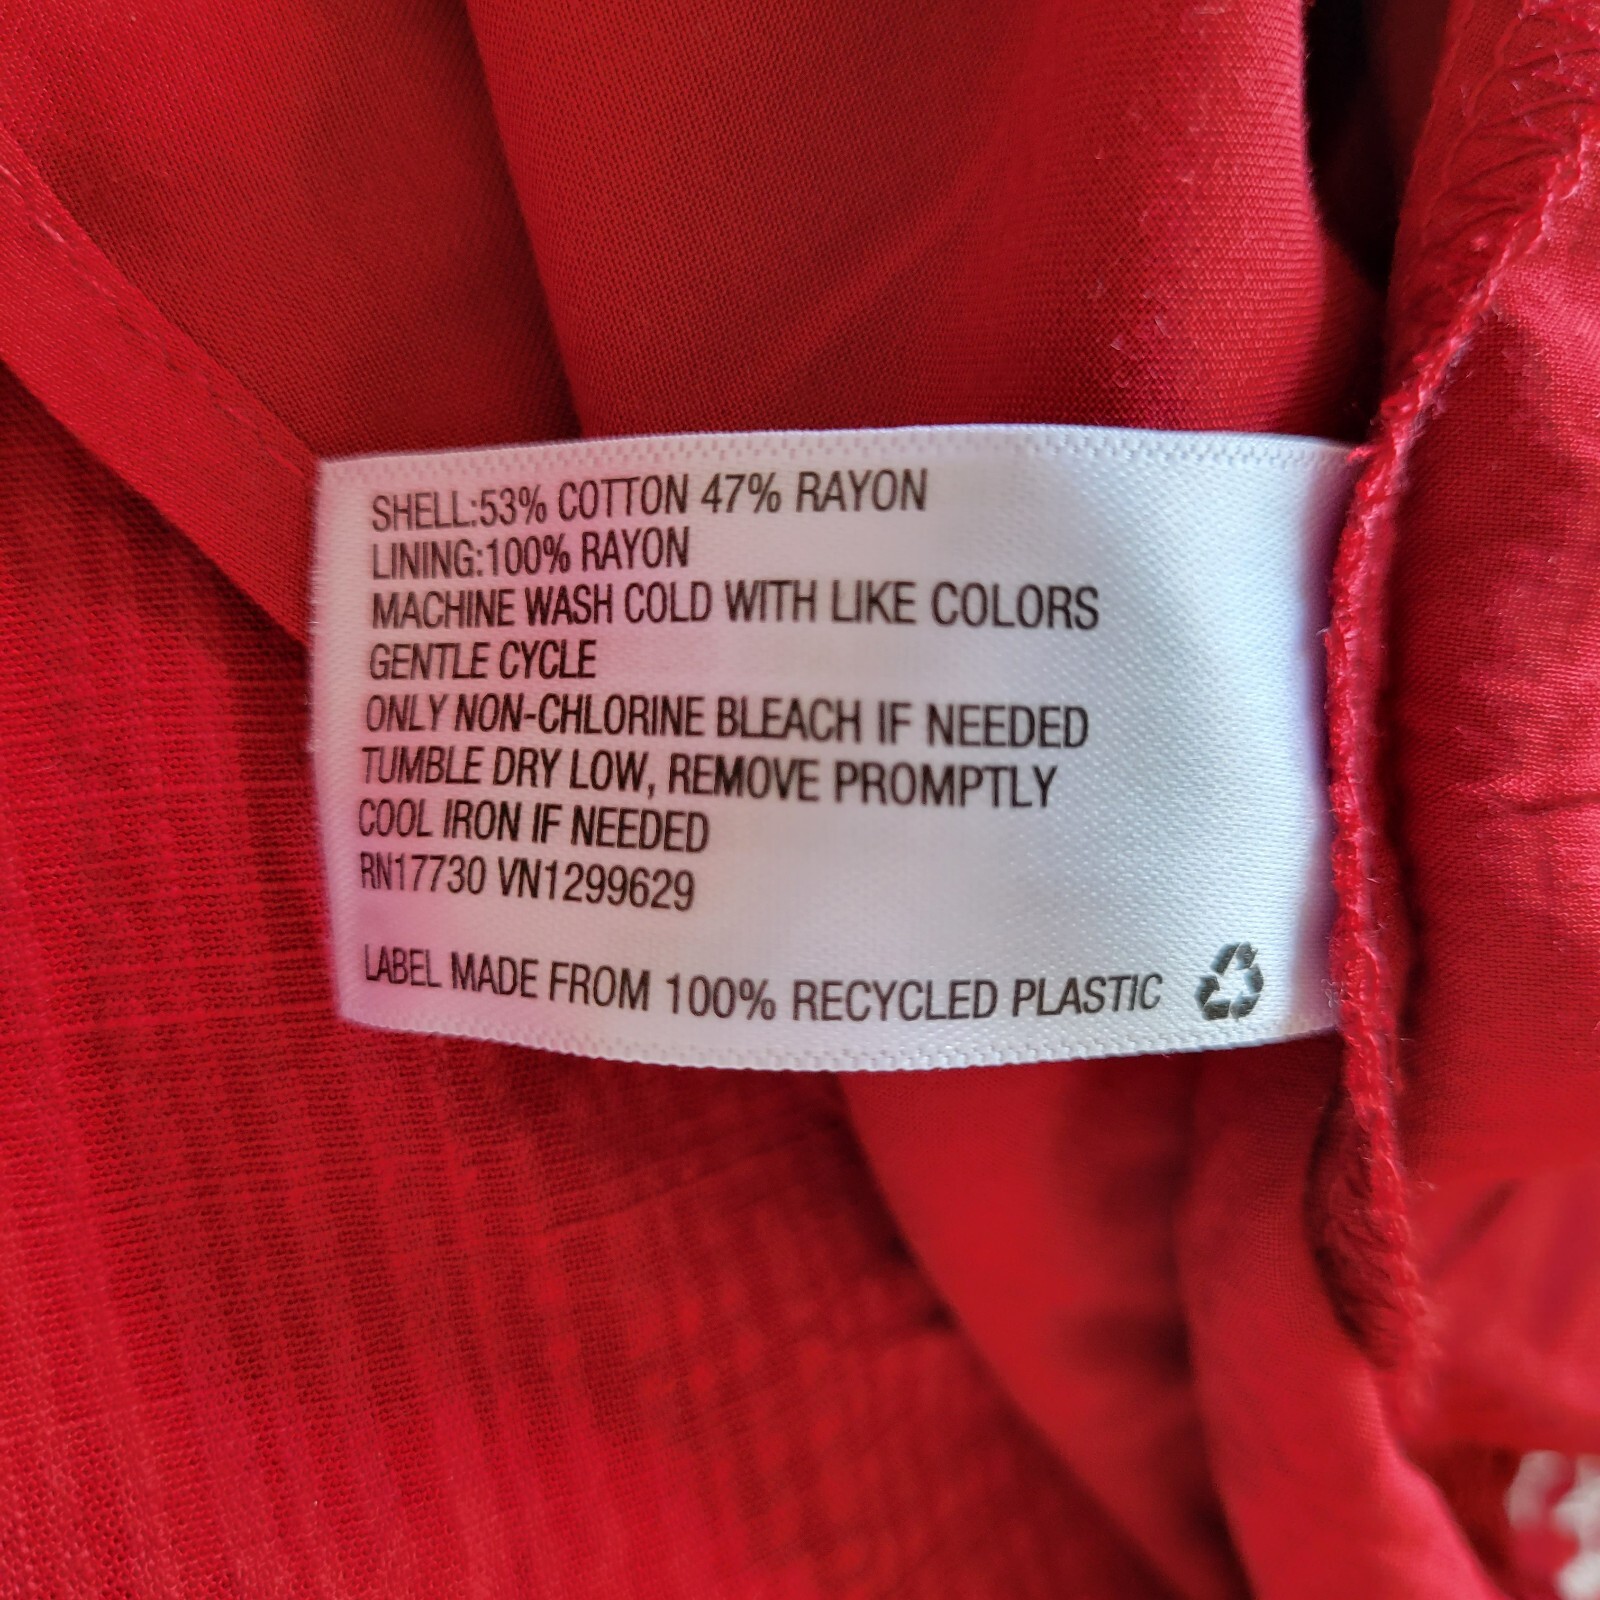 SHELL:53% COTTON 47% RAYON
LINING:100% RAYON
MACHINE WASH COLD WITH LIKE COLORS
GENTLE CYCLE
ONLY NON-CHLORINE BLEACH IF NEEDED
TUMBLE DRY LOW, REMOVE PROMPTLY
COOL IRON IF NEEDED
RN17730 VN1299629
LABEL MADE FROM 100% RECYCLED PLASTIC